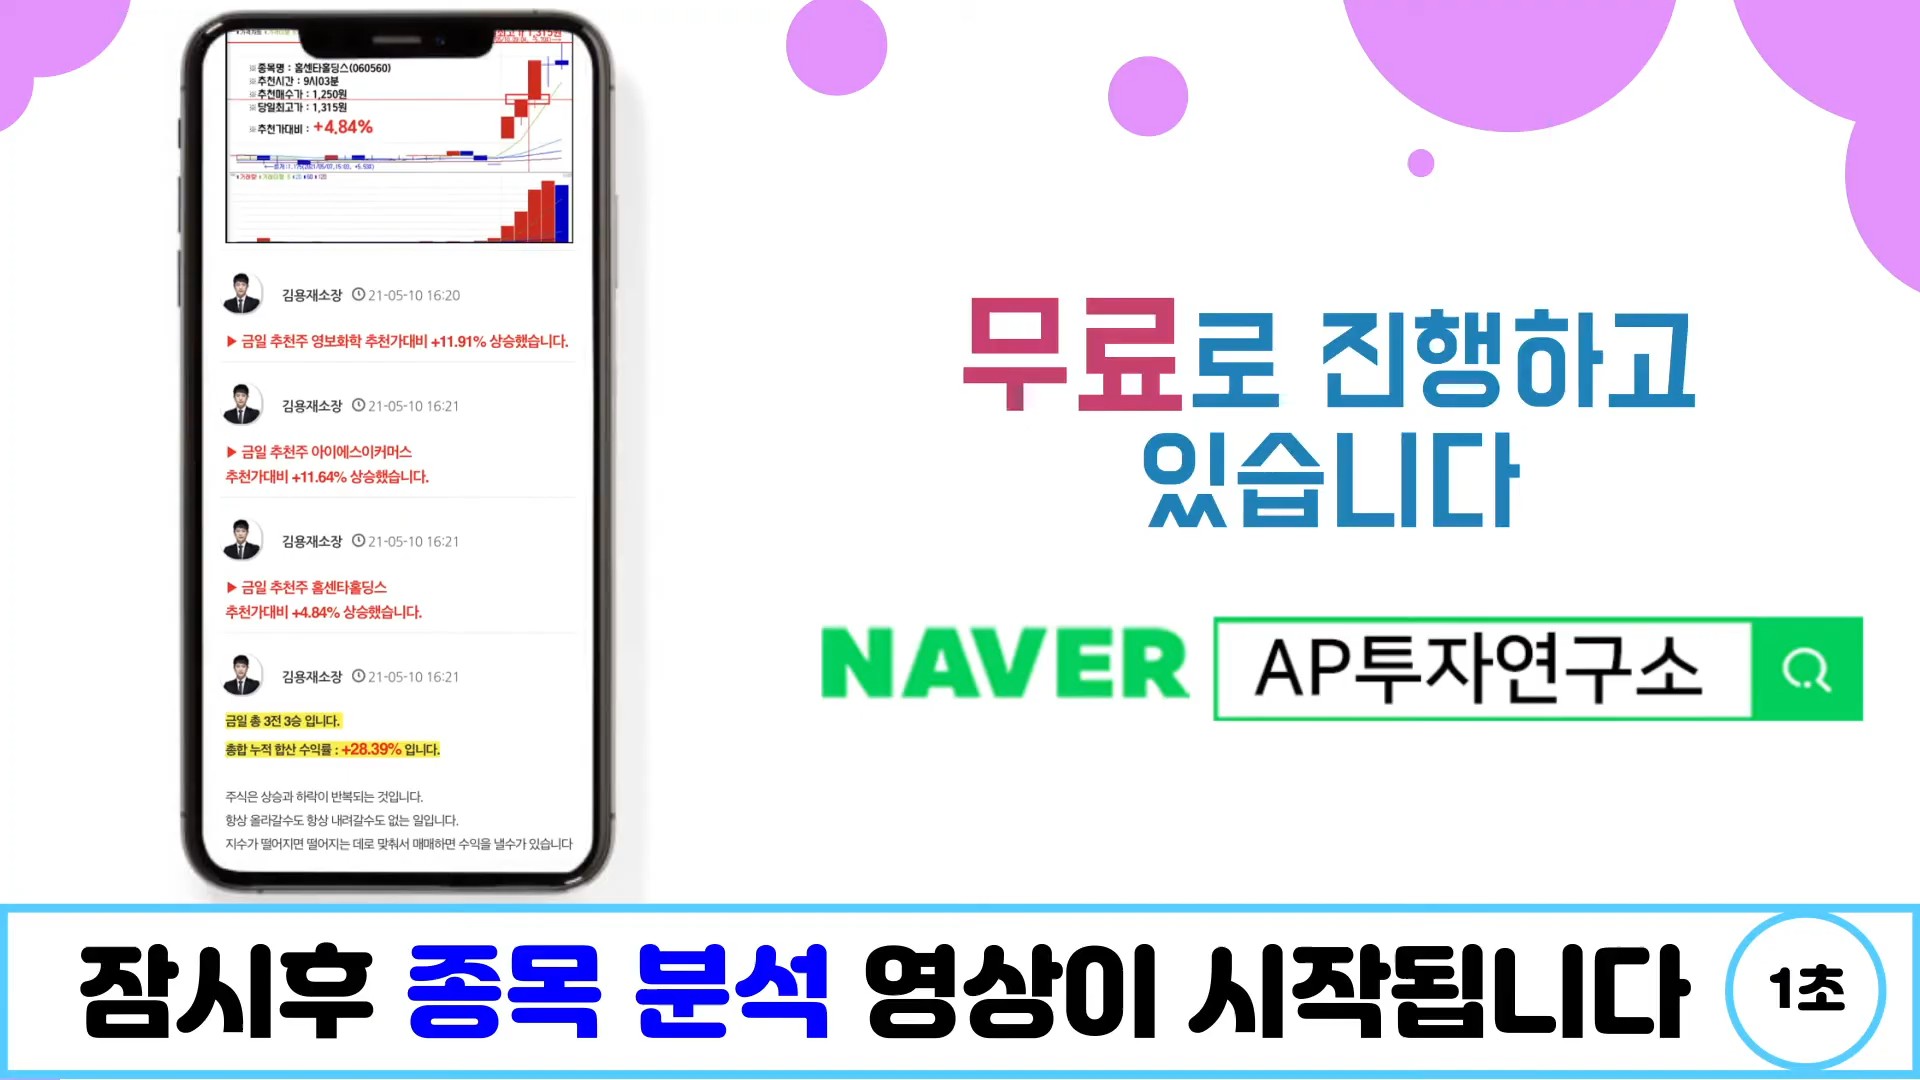 ※종목명 : 홈센타홀딩스(060560)
※추천시간 : 9시03분
※추천매수가 : 1,250원
※당일최고가 : 1,315원
※추천가대비 : +4.84%
김용재소장 21-05-10 16:20
▶ 금일 추천주 영보화학 추천가대비 +11.91% 상승했습니다.
김용재소장 21-05-10 16:21
▶ 금일 추천주 아이에스이커머스
추천가대비 +11.64% 상승했습니다.
김용재소장 21-05-10 16:21
▶ 금일 추천주 홈센타홀딩스
추천가대비 +4.84% 상승했습니다.
김용재소장 21-05-10 16:21
금일 총 3전 3승 입니다.
총합 누적 합산 수익률 : +28.39% 입니다.
주식은 상승과 하락이 반복되는 것입니다.
항상 올라갈수도 항상 내려갈수도 없는 일입니다.
지수가 떨어지면 떨어지는 데로 맞춰서 매매하면 수익을 낼수가 있습니다
무료로 진행하고
있습니다
NAVER AP투자연구소
잠시후 종목 분석 영상이 시작됩니다 1초